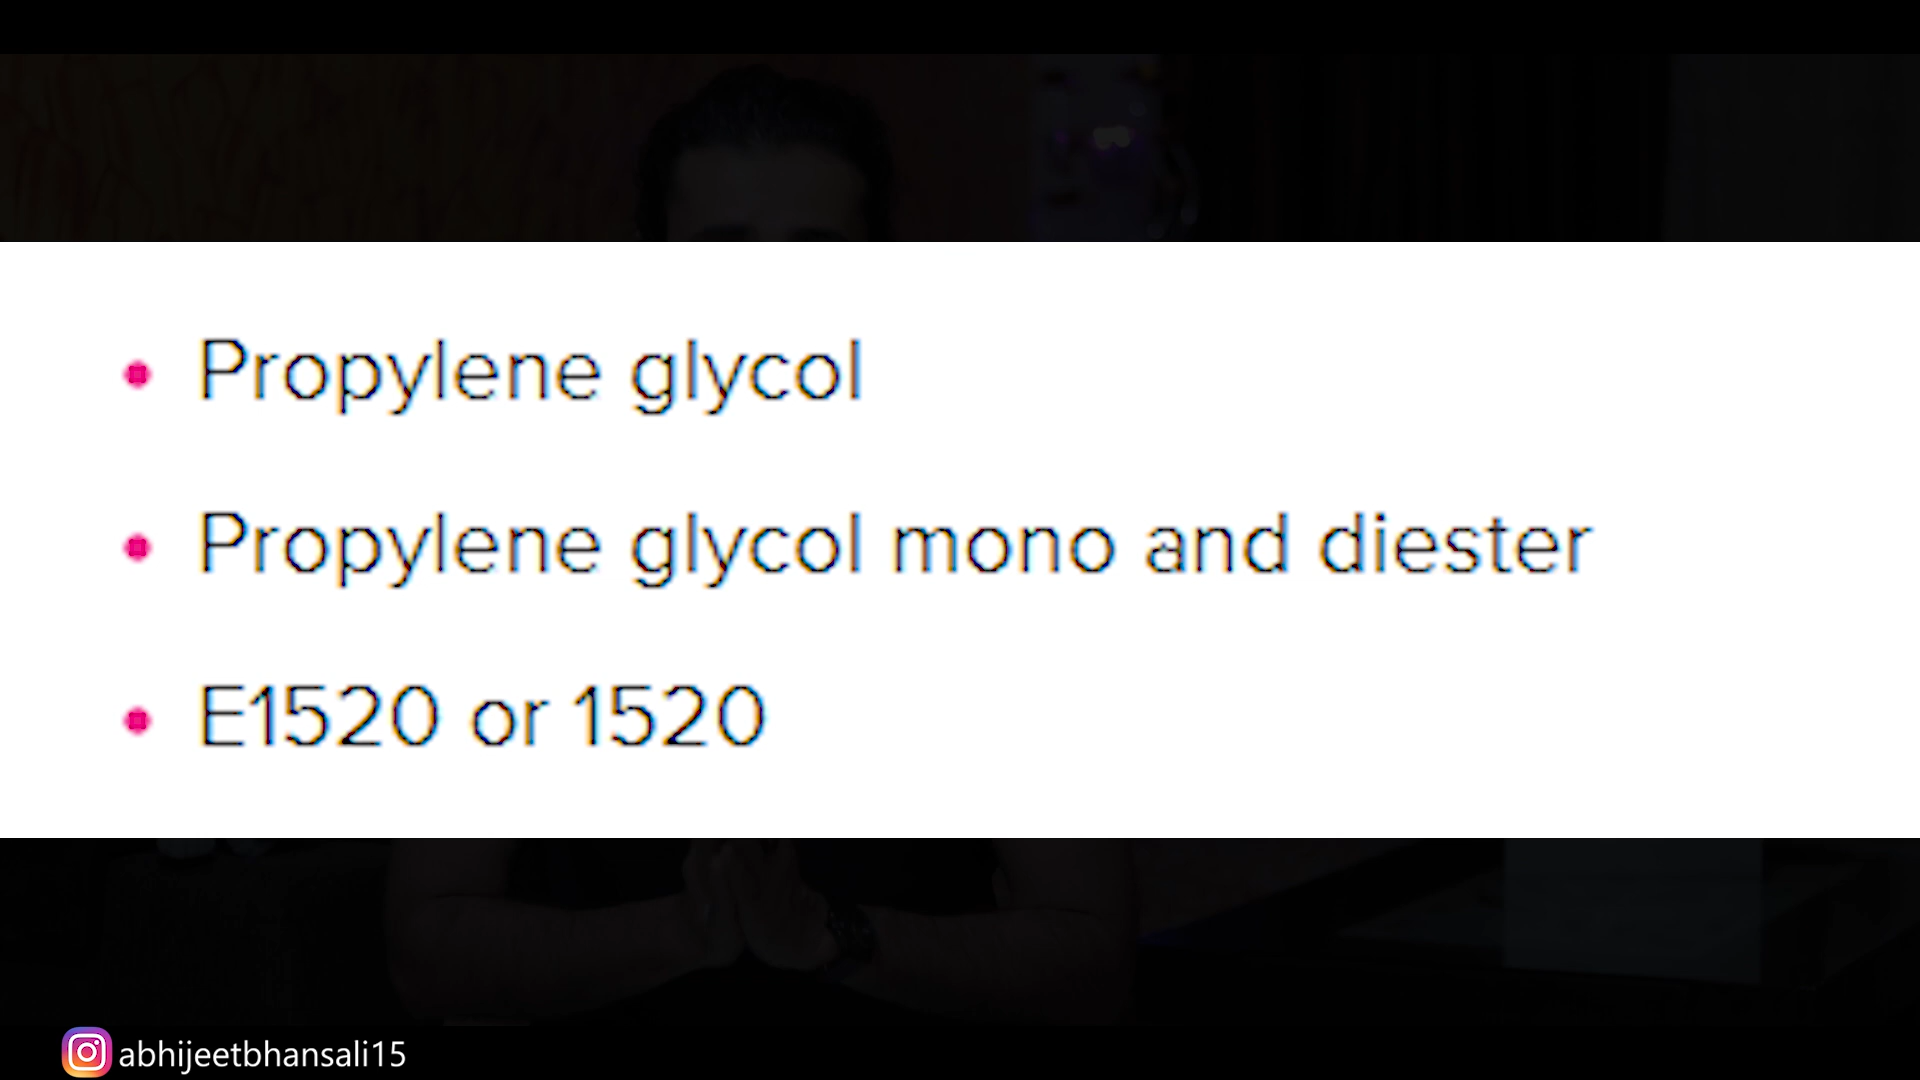 • Propylene glycol
• Propylene glycol mono and diester
• E1520 or 1520
abhijeetbhansali15